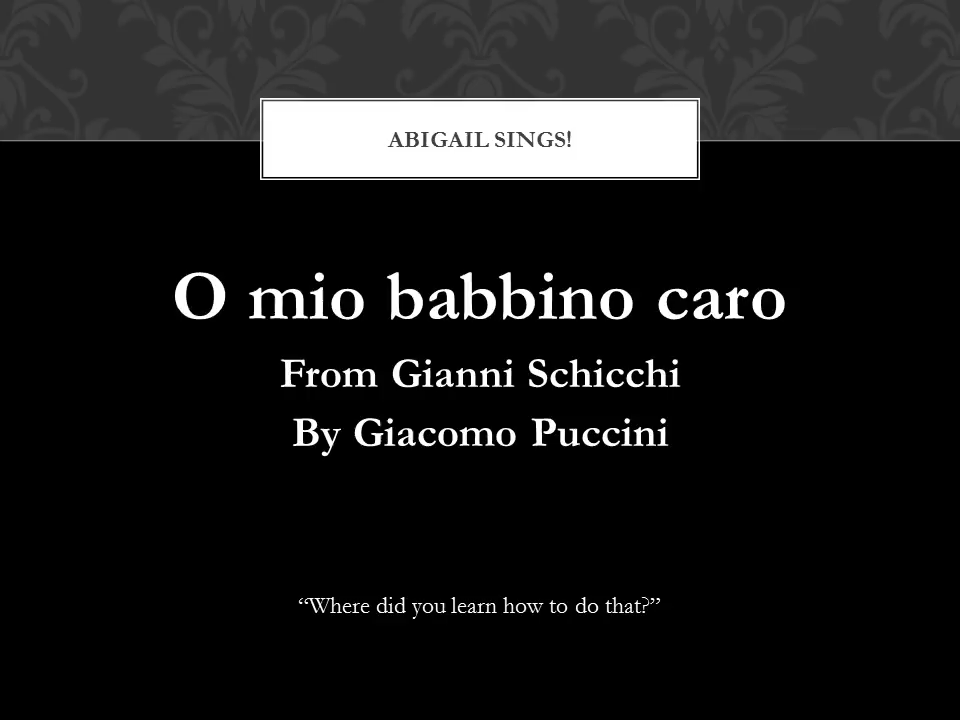 ABIGAIL SINGS!
O mio babbino caro
From Gianni Schicchi
By Giacomo Puccini
“Where did you learn how to do that?”